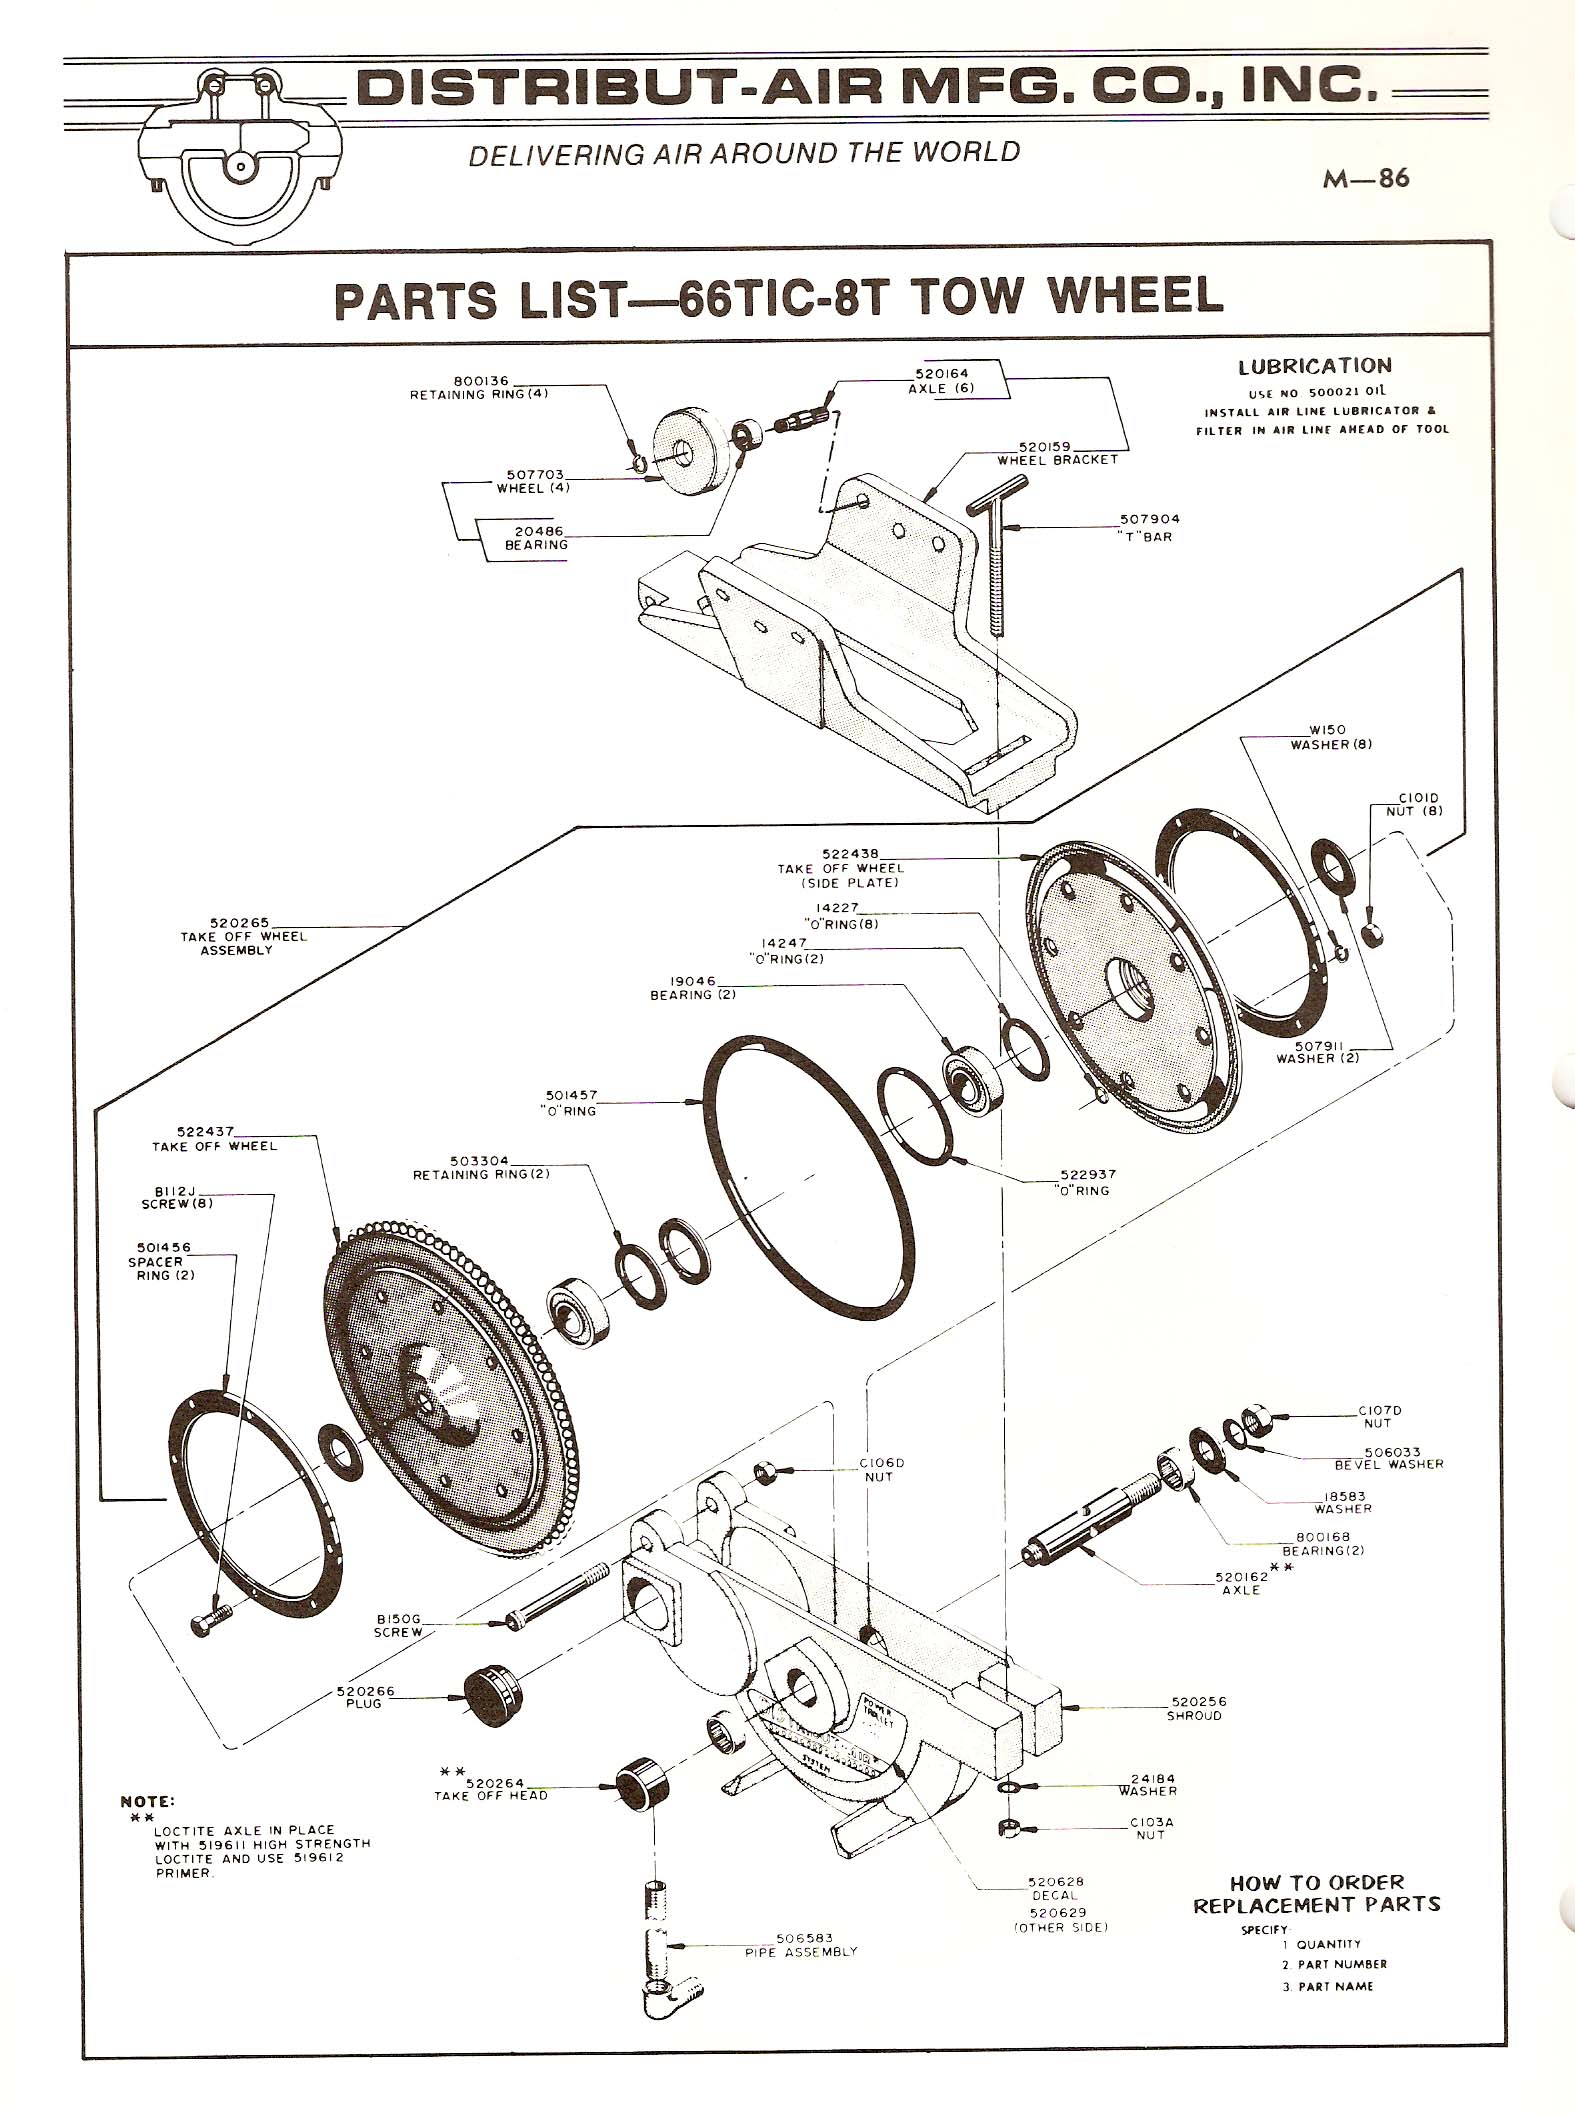 DISTRIBUT-AIR MFG. CO., INC.
DELIVERING AIR AROUND THE WORLD
M—86
PARTS LIST—66TIC-8T TOW WHEEL
LUBRICATION
USE NO 500021 OIL
INSTALL AIR LINE LUBRICATOR &
FILTER IN AIR LINE AHEAD OF TOOL
800136
RETAINING RING (4)
520164
AXLE (6)
520159
WHEEL BRACKET
507703
WHEEL (4)
20486
BEARING
507904
"T" BAR
W150
WASHER (8)
C101D
NUT (8)
522438
TAKE OFF WHEEL
(SIDE PLATE)
14227
"O" RING (8)
14247
"O" RING (2)
19046
BEARING (2)
520265
TAKE OFF WHEEL
ASSEMBLY
507911
WASHER (2)
501457
"O" RING
522437
TAKE OFF WHEEL
503304
RETAINING RING (2)
522937
"O" RING
B112J
SCREW (8)
501456
SPACER
RING (2)
C107D
NUT
506033
BEVEL WASHER
C106D
NUT
18583
WASHER
800168
BEARING (2)
520162 **
AXLE
B150G
SCREW
520266
PLUG
POWER
TROLLEY
SYSTEM
520256
SHROUD
**
520264
TAKE OFF HEAD
24184
WASHER
C103A
NUT
NOTE:
**
LOCTITE AXLE IN PLACE
WITH 519611 HIGH STRENGTH
LOCTITE AND USE 519612
PRIMER.
520628
DECAL
520629
(OTHER SIDE)
506583
PIPE ASSEMBLY
HOW TO ORDER
REPLACEMENT PARTS
SPECIFY:
1 QUANTITY
2. PART NUMBER
3. PART NAME